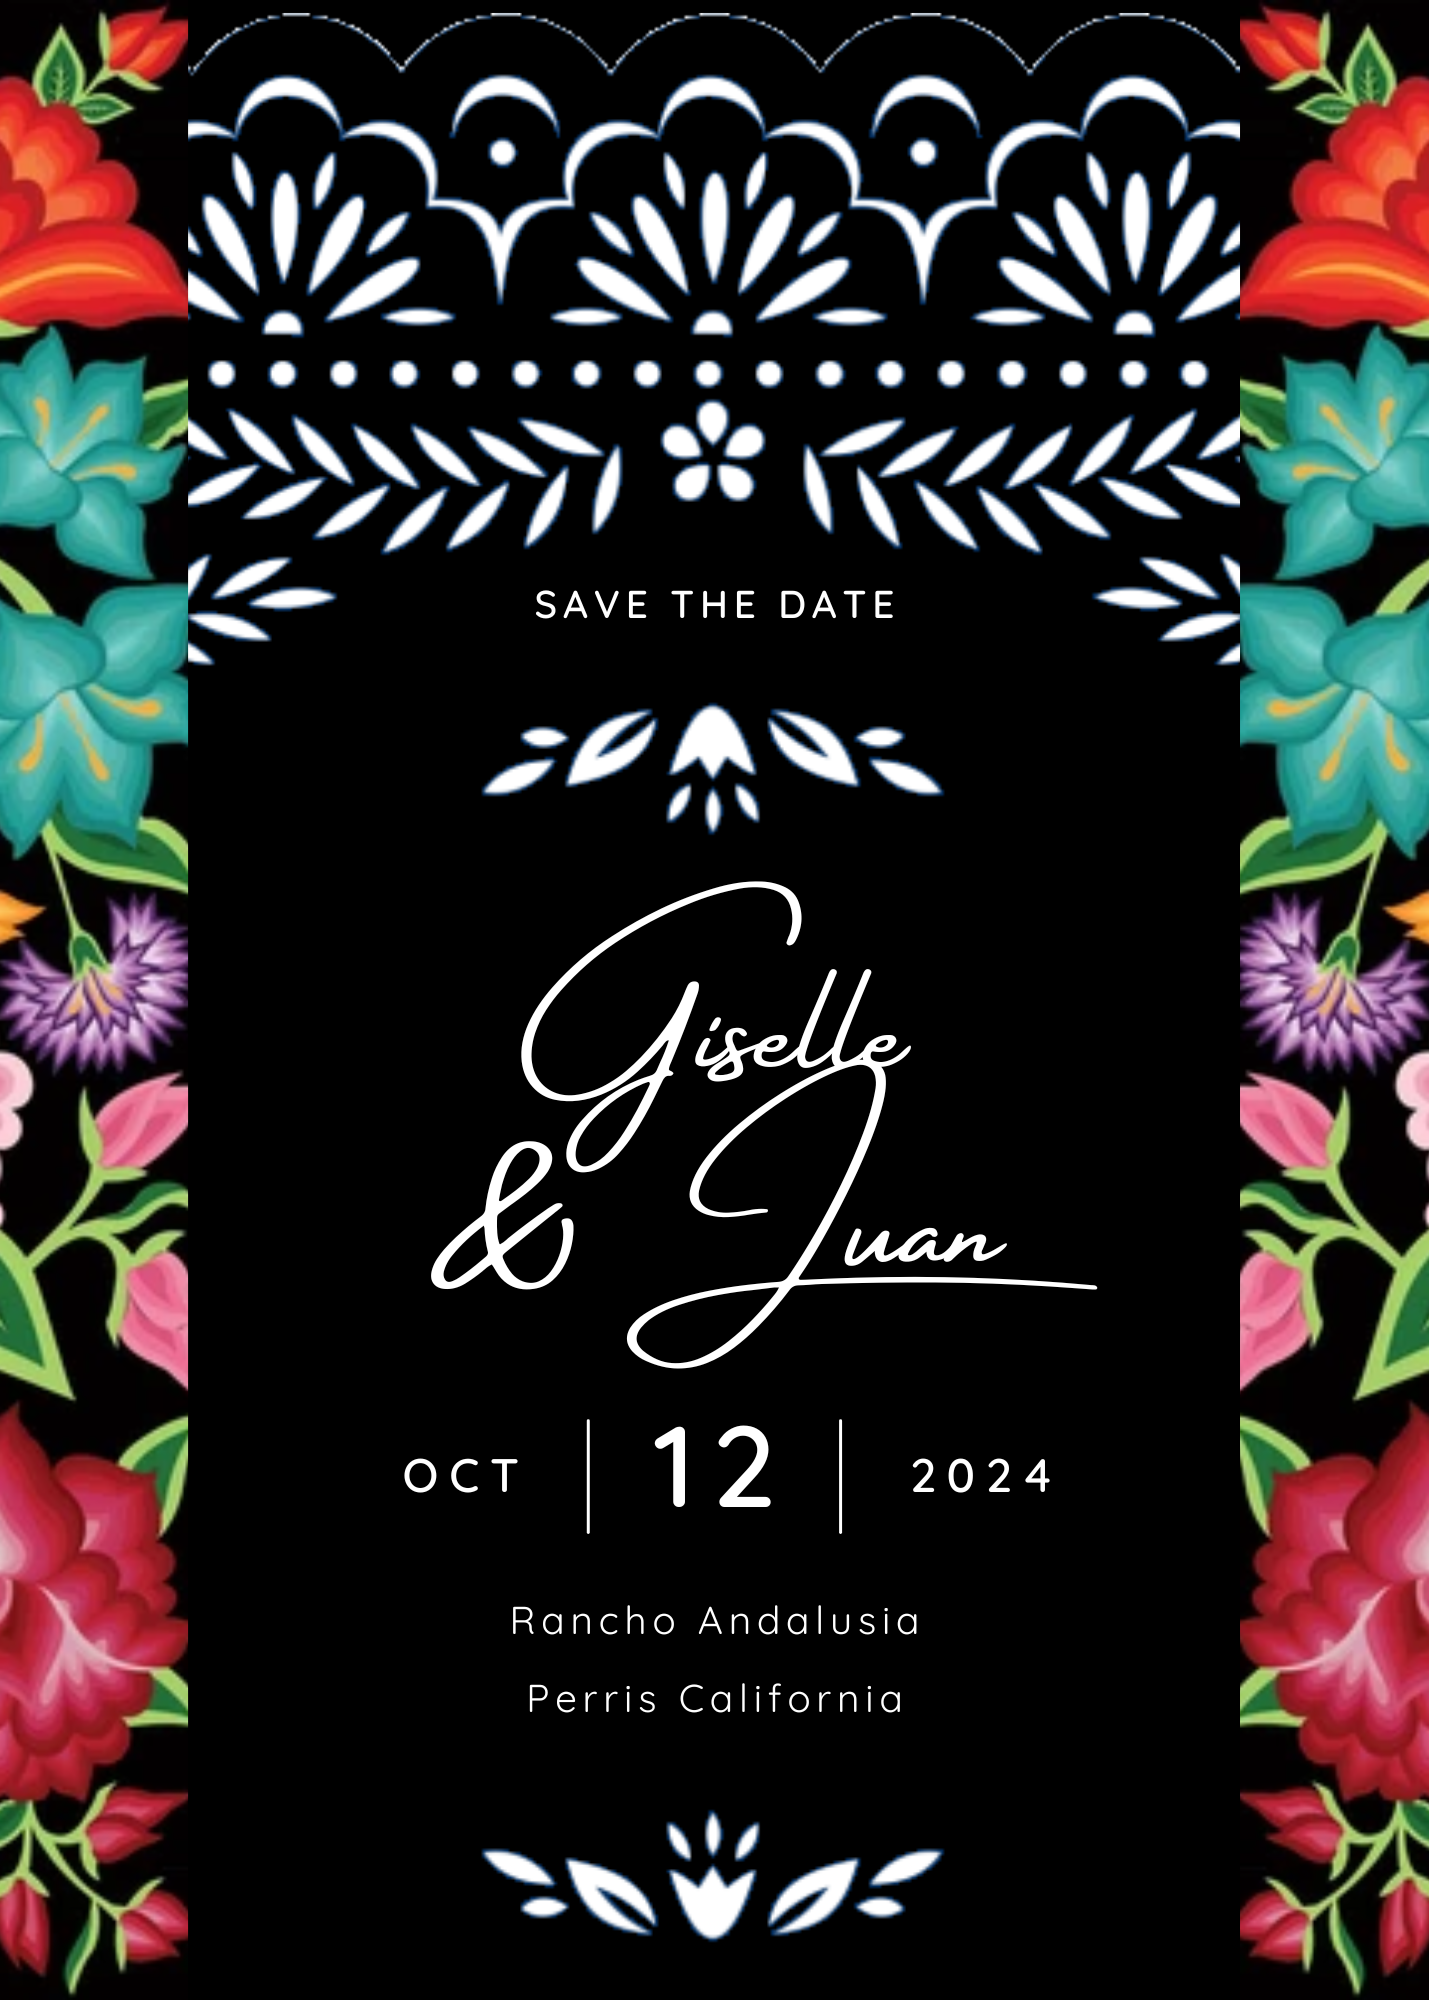 SAVE THE DATE
Giselle
& Juan
OCT 12 2024
Rancho Andalusia
Perris California